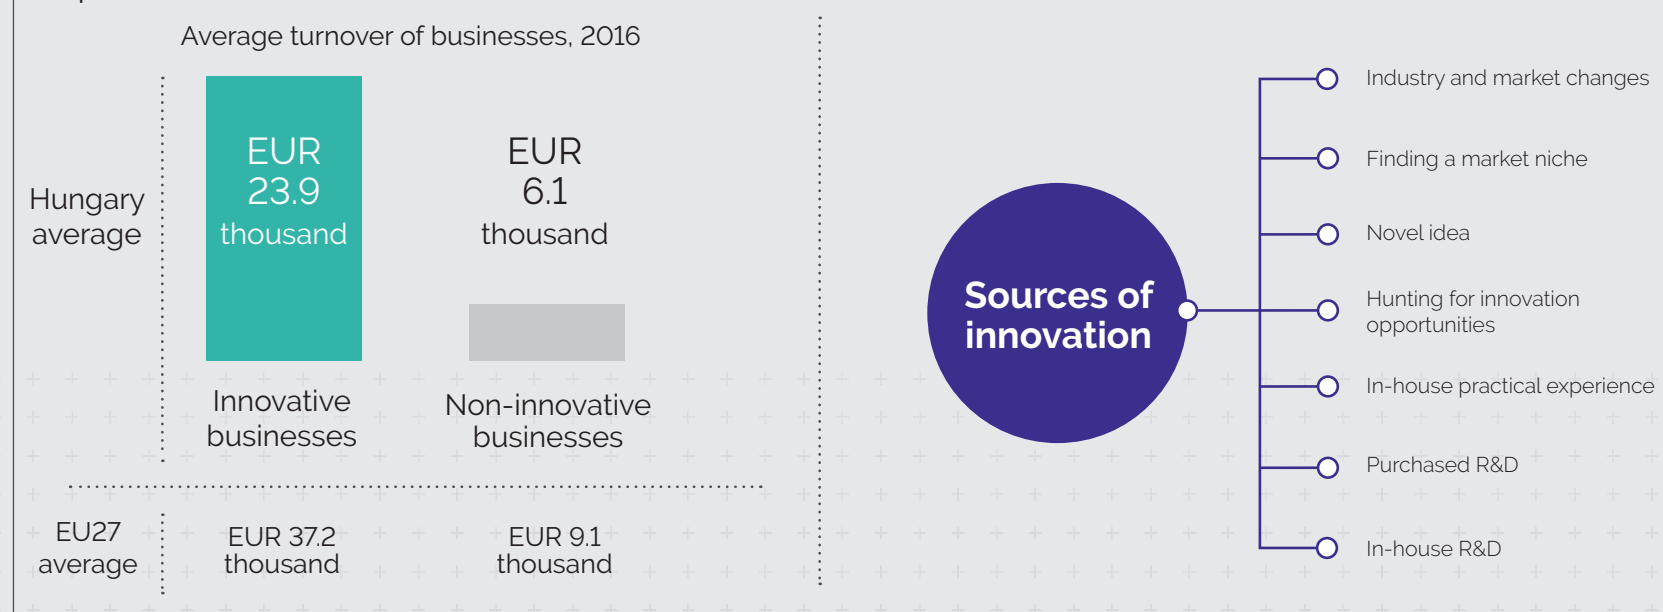 Average turnover of businesses, 2016
Hungary
average
EUR
23.9
thousand
EUR
6.1
thousand
Innovative
businesses
Non-innovative
businesses
EU27
average
EUR 37.2
thousand
EUR 9.1
thousand
Sources of
innovation
Industry and market changes
Finding a market niche
Novel idea
Hunting for innovation
opportunities
In-house practical experience
Purchased R&D
In-house R&D